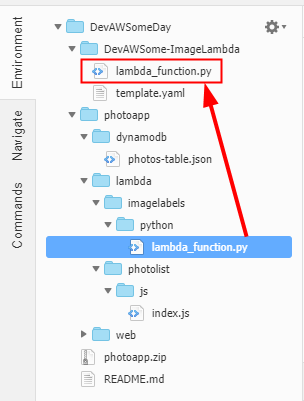 Environment
Navigate
Commands
DevAWSomeDay
DevAWSome-ImageLambda
lambda_function.py
template.yaml
photoapp
dynamodb
photos-table.json
lambda
imagelabels
python
lambda_function.py
photolist
js
index.js
web
photoapp.zip
README.md